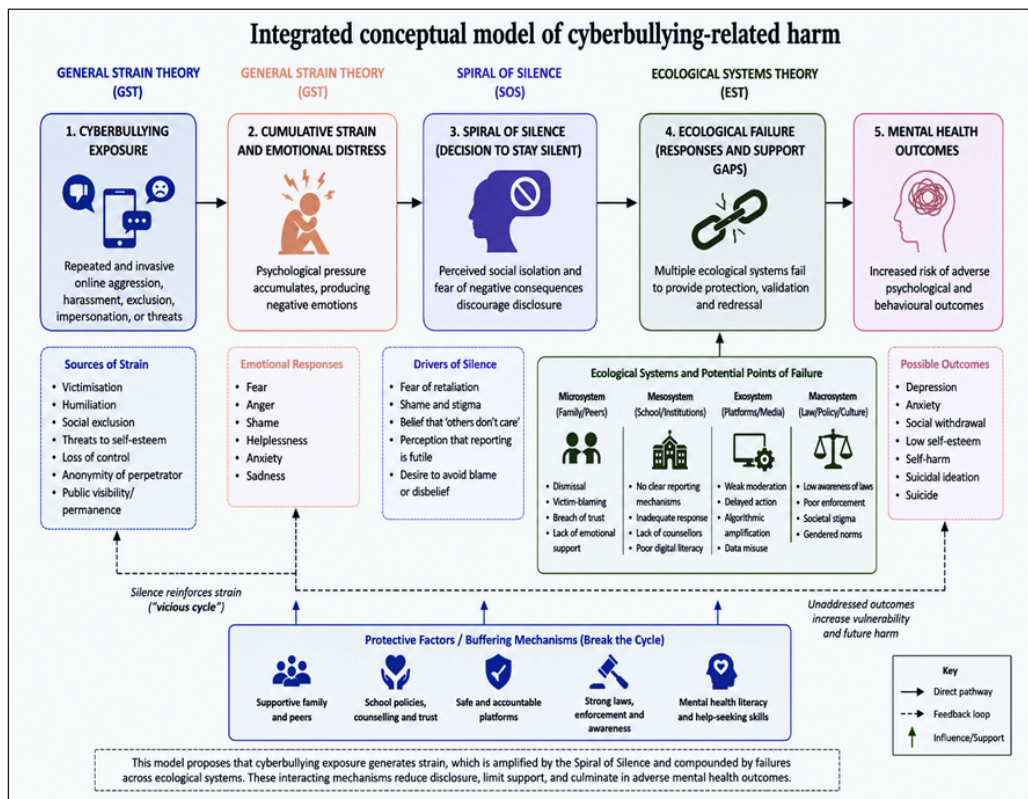 Integrated conceptual model of cyberbullying-related harm
GENERAL STRAIN THEORY
(GST)
GENERAL STRAIN THEORY
(GST)
SPIRAL OF SILENCE
(SOS)
ECOLOGICAL SYSTEMS THEORY
(EST)
1. CYBERBULLYING
EXPOSURE
Repeated and invasive
online aggression,
harassment, exclusion,
impersonation, or threats
2. CUMULATIVE STRAIN
AND EMOTIONAL DISTRESS
Psychological pressure
accumulates, producing
negative emotions
3. SPIRAL OF SILENCE
(DECISION TO STAY SILENT)
Perceived social isolation and
fear of negative consequences
discourage disclosure
4. ECOLOGICAL FAILURE
(RESPONSES AND SUPPORT
GAPS)
Multiple ecological systems fail
to provide protection, validation
and redressal
5. MENTAL HEALTH
OUTCOMES
Increased risk of adverse
psychological and
behavioural outcomes
Sources of Strain
• Victimisation
• Humiliation
• Social exclusion
• Threats to self-esteem
• Loss of control
• Anonymity of perpetrator
• Public visibility/
permanence
Emotional Responses
• Fear
• Anger
• Shame
• Helplessness
• Anxiety
• Sadness
Drivers of Silence
• Fear of retaliation
• Shame and stigma
• Belief that 'others don't care'
• Perception that reporting
is futile
• Desire to avoid blame
or disbelief
Ecological Systems and Potential Points of Failure
Microsystem
(Family/Peers)
• Dismissal
• Victim-blaming
• Breach of trust
• Lack of emotional
support
Mesosystem
(School/Institutions)
• No clear reporting
mechanisms
• Inadequate response
• Lack of counsellors
• Poor digital literacy
Exosystem
(Platforms/Media)
• Weak moderation
• Delayed action
• Algorithmic
amplification
• Data misuse
Macrosystem
(Law/Policy/Culture)
• Low awareness of laws
• Poor enforcement
• Societal stigma
• Gendered norms
Possible Outcomes
• Depression
• Anxiety
• Social withdrawal
• Low self-esteem
• Self-harm
• Suicidal ideation
• Suicide
Silence reinforces strain
("vicious cycle")
Unaddressed outcomes
increase vulnerability
and future harm
Protective Factors / Buffering Mechanisms (Break the Cycle)
Supportive family
and peers
School policies,
counselling and trust
Safe and accountable
platforms
Strong laws,
enforcement and
awareness
Mental health literacy
and help-seeking skills
Key
Direct pathway
Feedback loop
Influence/Support
This model proposes that cyberbullying exposure generates strain, which is amplified by the Spiral of Silence and compounded by failures
across ecological systems. These interacting mechanisms reduce disclosure, limit support, and culminate in adverse mental health outcomes.